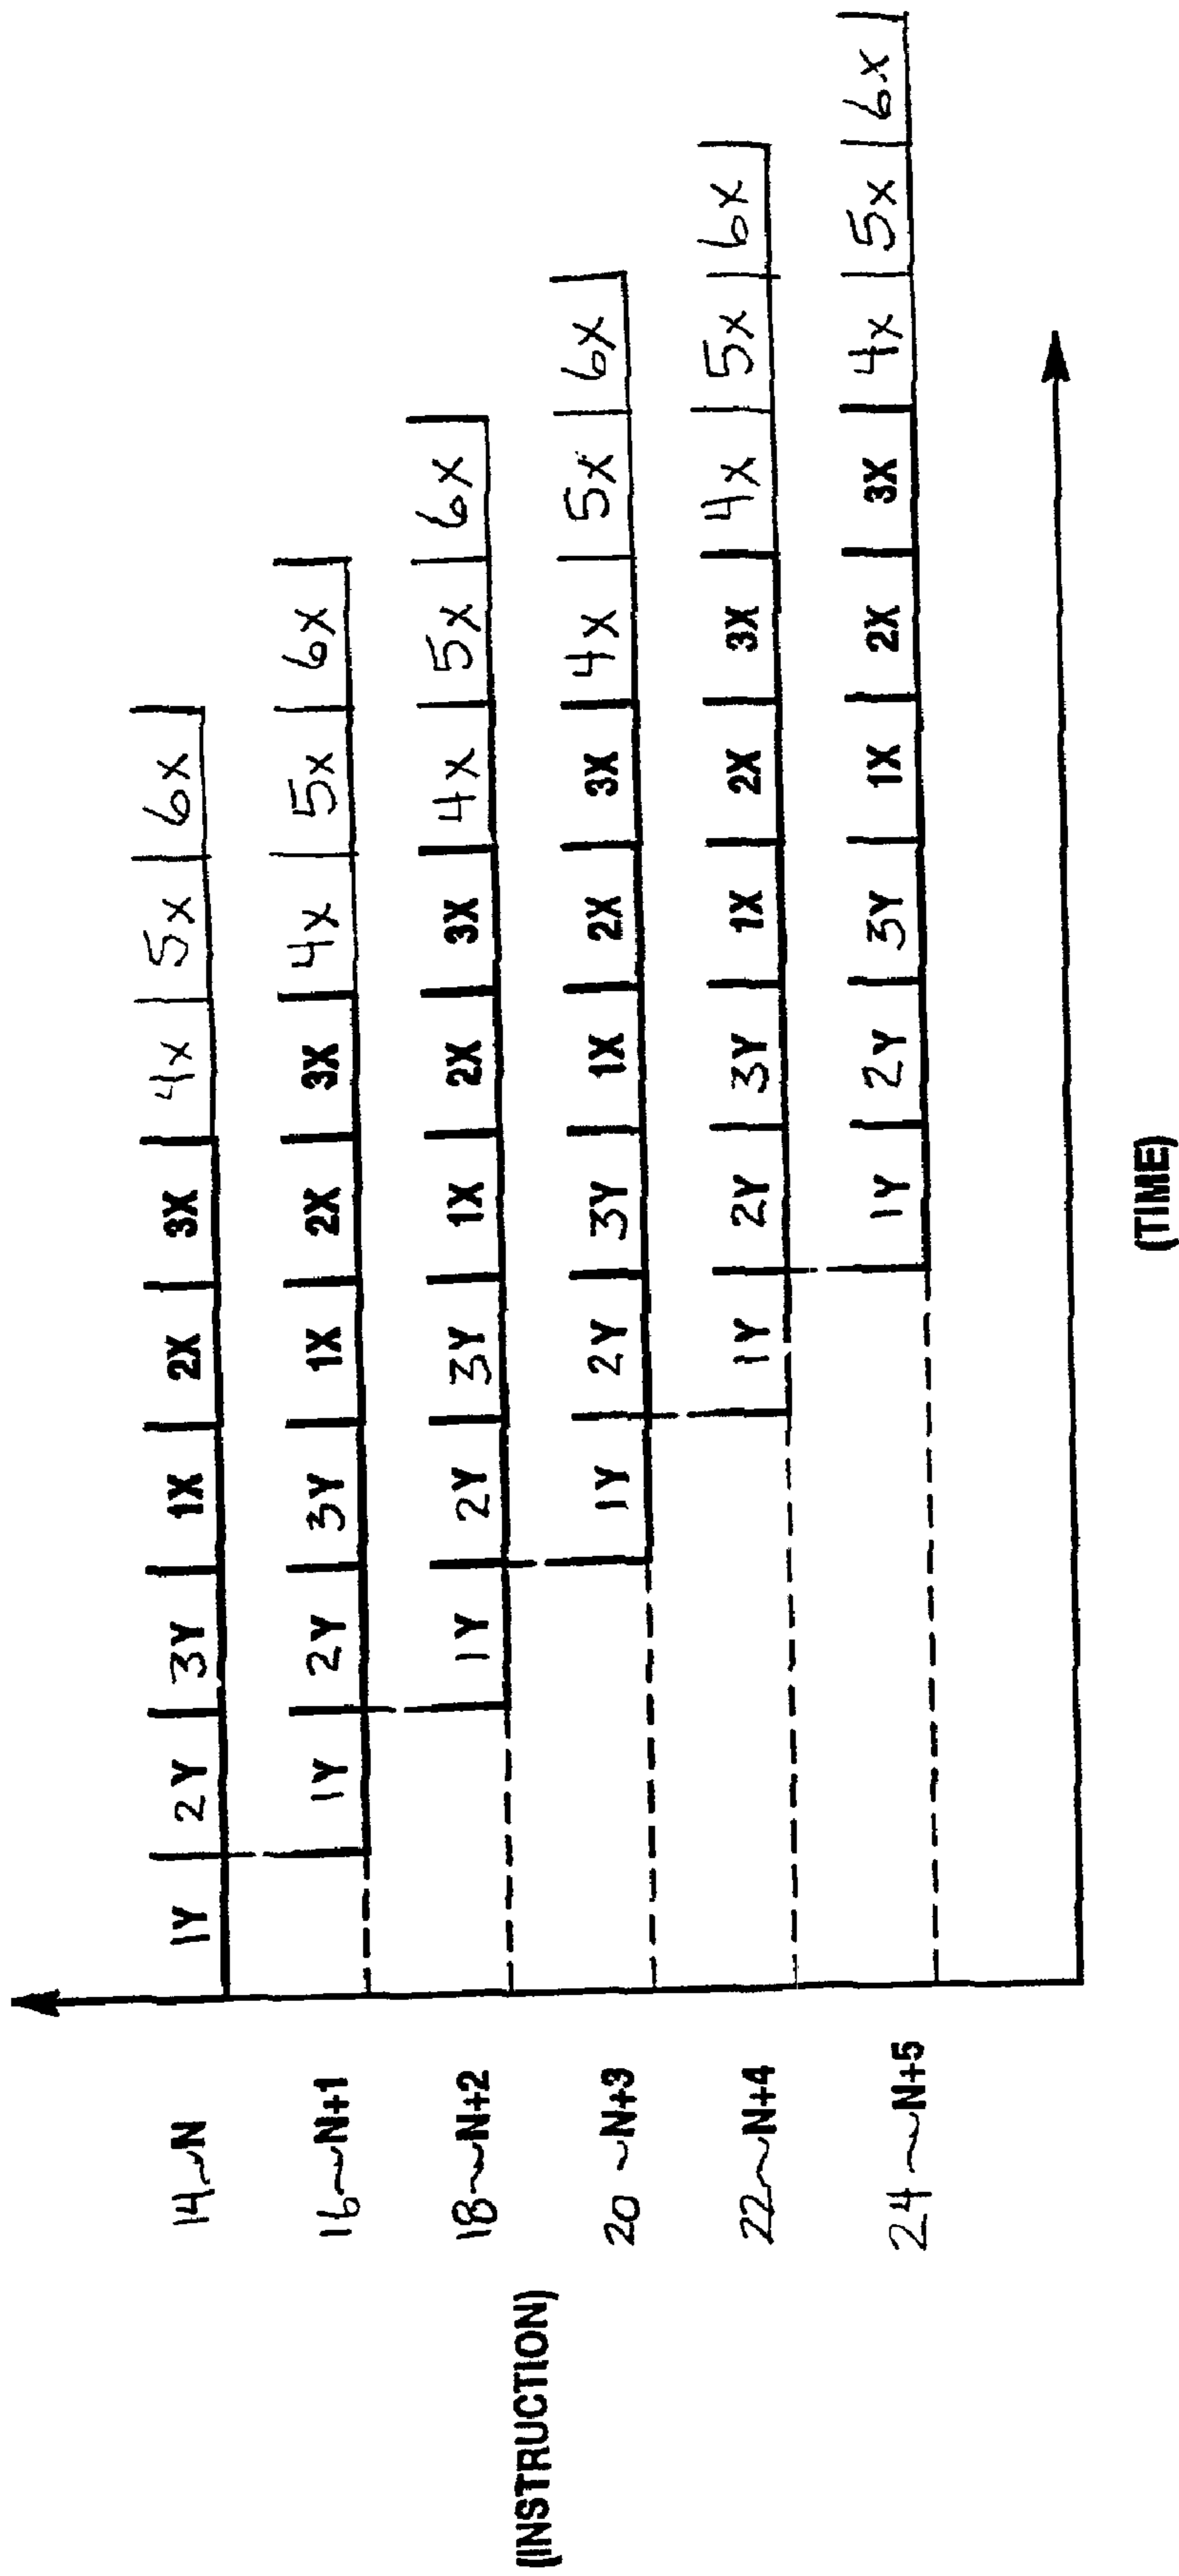 14 N 1Y 2Y 3Y 1X 2X 3X 4X 5X 6X
16 N+1 1Y 2Y 3Y 1X 2X 3X 4X 5X 6X
(INSTRUCTION) 18 N+2 1Y 2Y 3Y 1X 2X 3X 4X 5X 6X
20 N+3 1Y 2Y 3Y 1X 2X 3X 4X 5X 6X
22 N+4 1Y 2Y 3Y 1X 2X 3X 4X 5X 6X
24 N+5 1Y 2Y 3Y 1X 2X 3X 4X 5X 6X
(TIME)